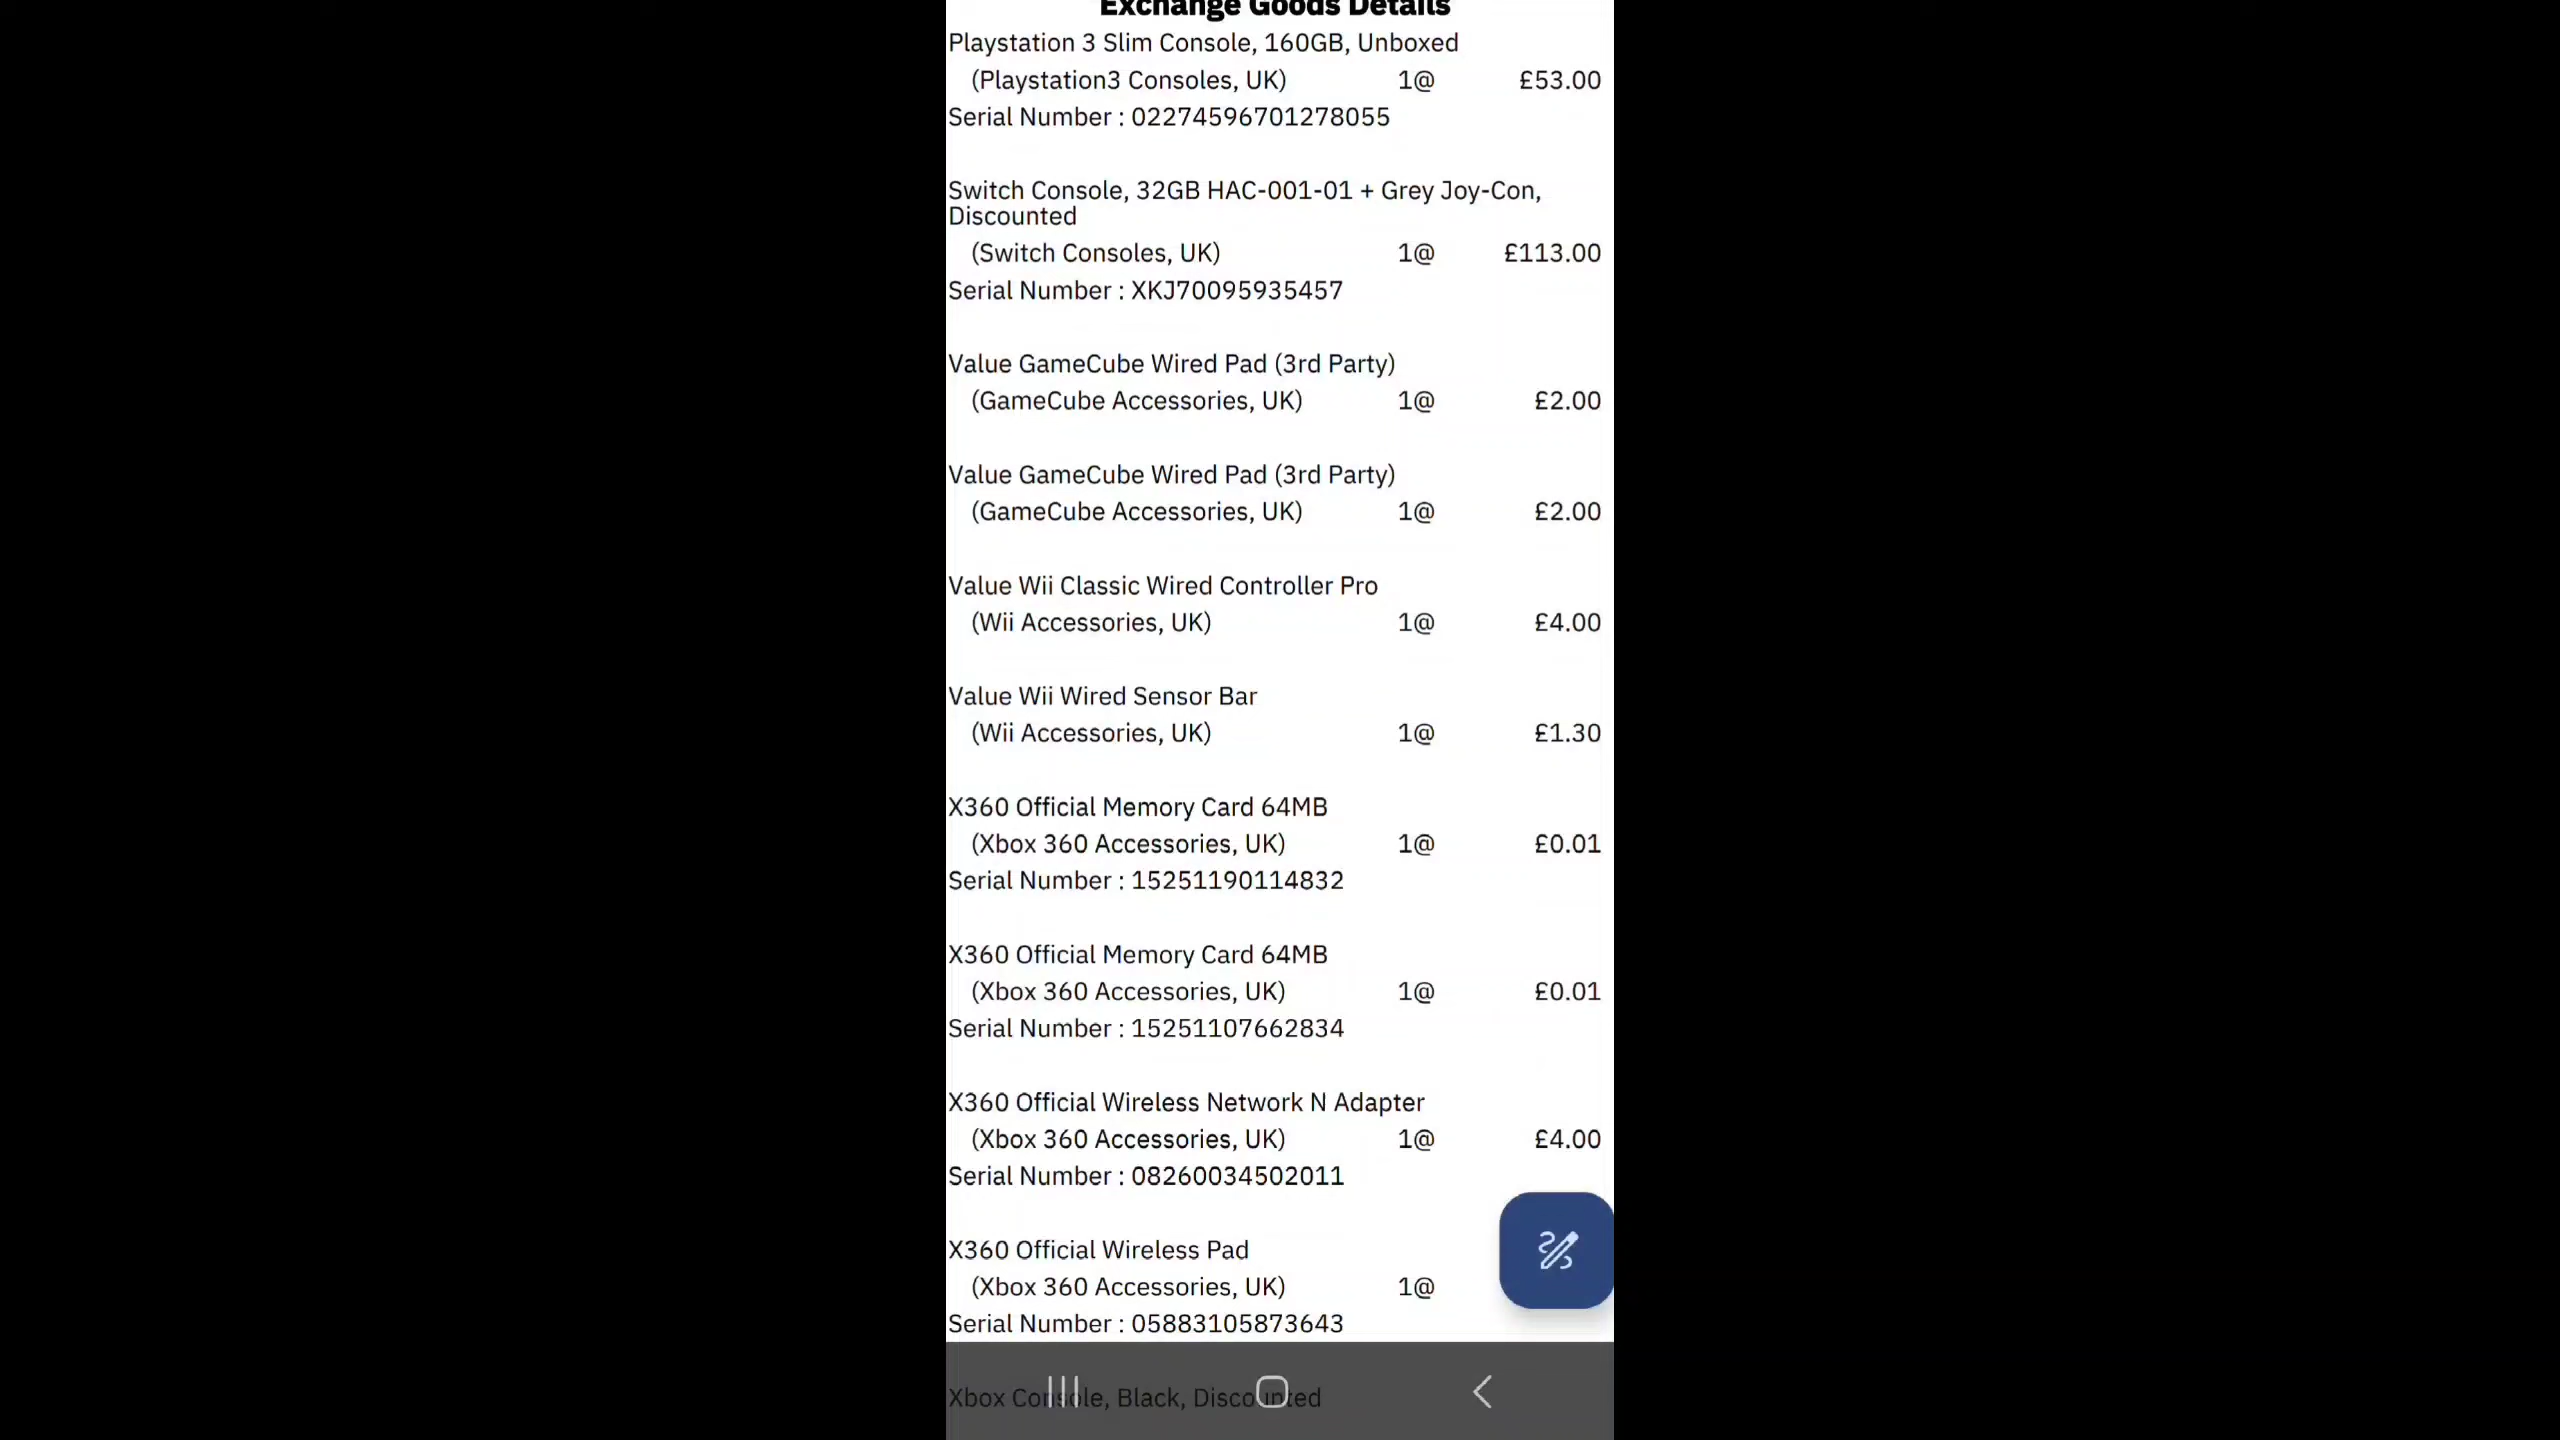 Exchange Goods Details
Playstation 3 Slim Console, 160GB, Unboxed
(Playstation3 Consoles, UK) 1@ £53.00
Serial Number : 02274596701278055
Switch Console, 32GB HAC-001-01 + Grey Joy-Con,
Discounted
(Switch Consoles, UK) 1@ £113.00
Serial Number : XKJ70095935457
Value GameCube Wired Pad (3rd Party)
(GameCube Accessories, UK) 1@ £2.00
Value GameCube Wired Pad (3rd Party)
(GameCube Accessories, UK) 1@ £2.00
Value Wii Classic Wired Controller Pro
(Wii Accessories, UK) 1@ £4.00
Value Wii Wired Sensor Bar
(Wii Accessories, UK) 1@ £1.30
X360 Official Memory Card 64MB
(Xbox 360 Accessories, UK) 1@ £0.01
Serial Number : 15251190114832
X360 Official Memory Card 64MB
(Xbox 360 Accessories, UK) 1@ £0.01
Serial Number : 15251107662834
X360 Official Wireless Network N Adapter
(Xbox 360 Accessories, UK) 1@ £4.00
Serial Number : 08260034502011
X360 Official Wireless Pad
(Xbox 360 Accessories, UK) 1@
Serial Number : 05883105873643
Xbox Console, Black, Discounted